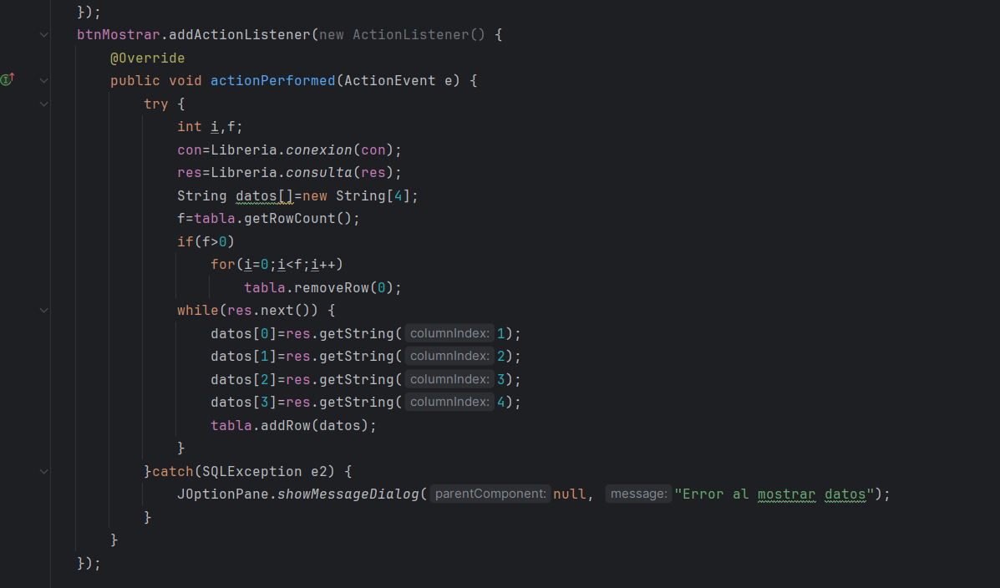 });
btnMostrar.addActionListener(new ActionListener() {
@Override
public void actionPerformed(ActionEvent e) {
try {
int i,f;
con=Libreria.conexion(con);
res=Libreria.consulta(res);
String datos[]=new String[4];
f=tabla.getRowCount();
if(f>0)
for(i=0;i<f;i++)
tabla.removeRow(0);
while(res.next()) {
datos[0]=res.getString( columnIndex: 1);
datos[1]=res.getString( columnIndex: 2);
datos[2]=res.getString( columnIndex: 3);
datos[3]=res.getString( columnIndex: 4);
tabla.addRow(datos);
}
}catch(SQLException e2) {
JOptionPane.showMessageDialog( parentComponent: null, message: "Error al mostrar datos");
}
}
});